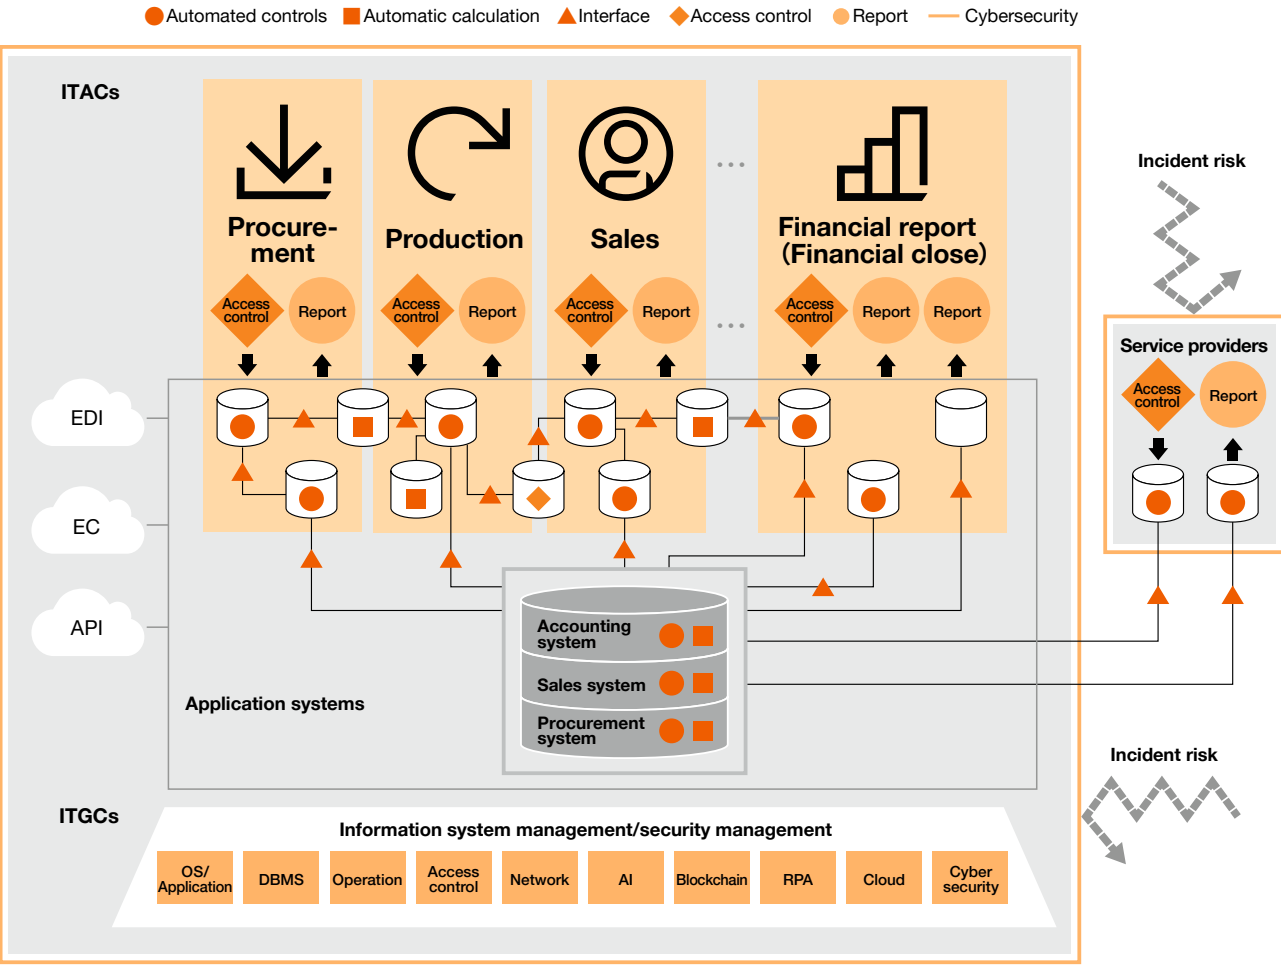 Automated controls
Automatic calculation
Interface
Access control
Report
Cybersecurity
ITACs
Procure-
ment
Production
Sales
...
Financial report
(Financial close)
Access
control
Report
Access
control
Report
Access
control
Report
...
Access
control
Report
Report
Incident risk
Service providers
Access
control
Report
EDI
EC
API
Accounting
system
Sales system
Procurement
system
Application systems
Incident risk
ITGCs
Information system management/security management
OS/
Application
DBMS
Operation
Access
control
Network
AI
Blockchain
RPA
Cloud
Cyber
security